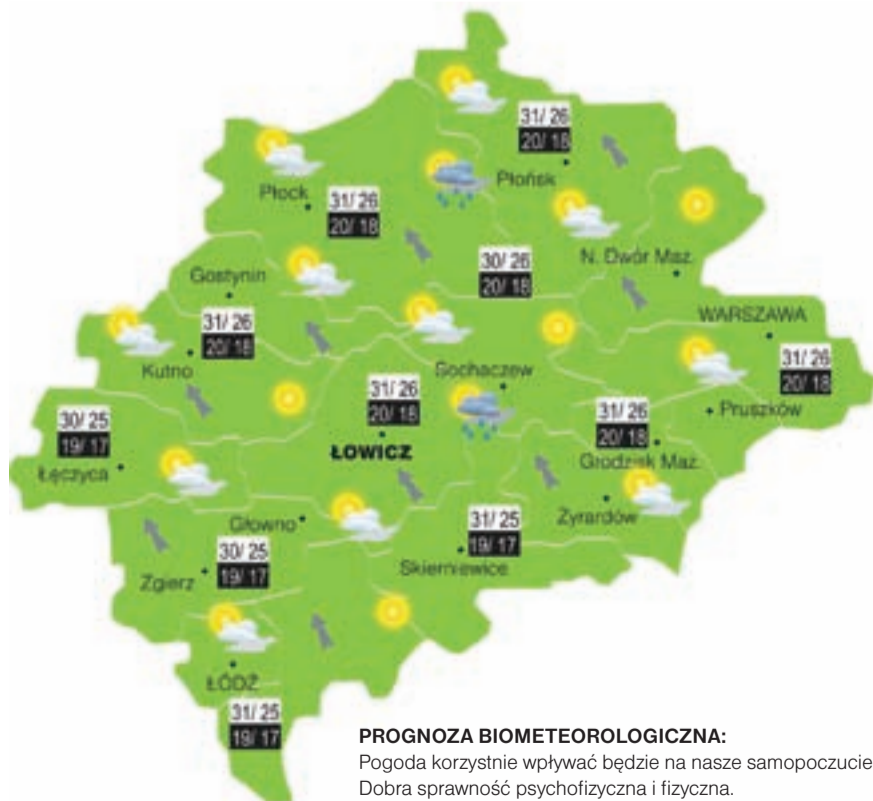 31/ 26
20/ 18
Płońsk
Płock
31/ 26
20/ 18
30/ 26
20/ 18
N. Dwór Maz.
Gostynin
31/ 26
20/ 18
Kutno
WARSZAWA
31/ 26
20/ 18
Sochaczew
31/ 26
20/ 18
ŁOWICZ
31/ 26
20/ 18
Pruszków
Grodzisk Maz.
30/ 25
19/ 17
Łęczyca
Żyrardów
Głowno
31/ 25
19/ 17
Skierniewice
30/ 25
19/ 17
Zgierz
ŁÓDŹ
31/ 25
19/ 17
PROGNOZA BIOMETEOROLOGICZNA:
Pogoda korzystnie wpływać będzie na nasze samopoczucie
Dobra sprawność psychofizyczna i fizyczna.